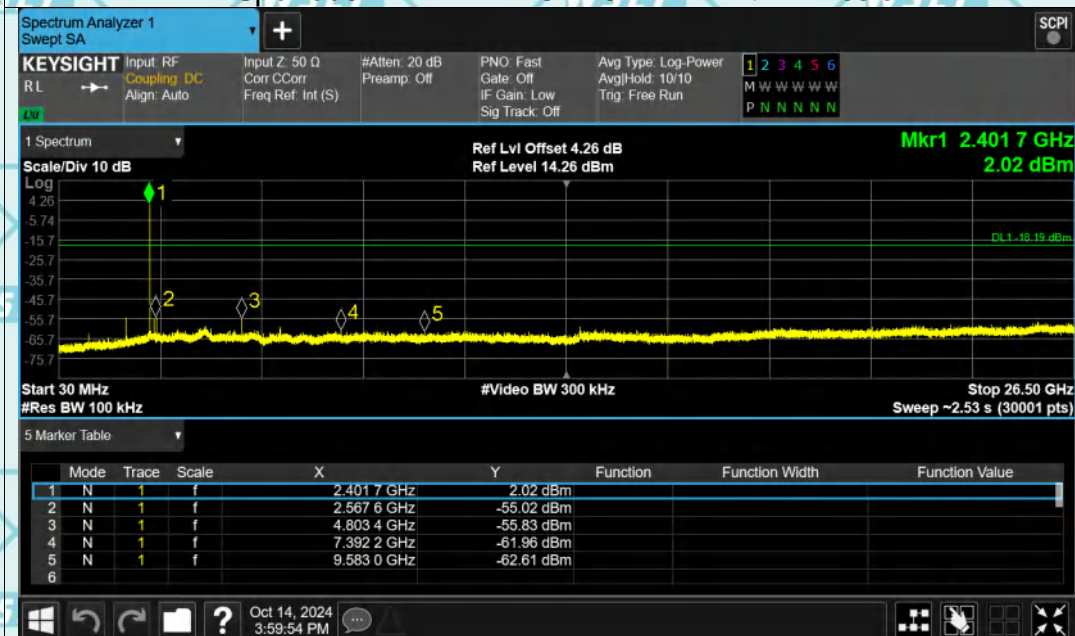 Spectrum Analyzer 1
Swept SA
+
SCPI
KEYSIGHT
RL
LXI
Input: RF
Coupling: DC
Align: Auto
Input Z: 50 Ω
Corr CCorr
Freq Ref: Int (S)
#Atten: 20 dB
Preamp: Off
PNO: Fast
Gate: Off
IF Gain: Low
Sig Track: Off
Avg Type: Log-Power
Avg|Hold: 10/10
Trig: Free Run
1 2 3 4 5 6
M W W W W W
P N N N N N
1 Spectrum
Scale/Div 10 dB
Ref Lvl Offset 4.26 dB
Ref Level 14.26 dBm
Mkr1 2.401 7 GHz
2.02 dBm
Log
4.26
-5.74
-15.7
-25.7
-35.7
-45.7
-55.7
-65.7
-75.7
1
2
3
4
5
DL1 -18.19 dBm
Start 30 MHz
#Video BW 300 kHz
Stop 26.50 GHz
#Res BW 100 kHz
Sweep ~2.53 s (30001 pts)
5 Marker Table
Mode Trace Scale X Y Function Function Width Function Value
1 N 1 f 2.401 7 GHz 2.02 dBm
2 N 1 f 2.567 6 GHz -55.02 dBm
3 N 1 f 4.803 4 GHz -55.83 dBm
4 N 1 f 7.392 2 GHz -61.96 dBm
5 N 1 f 9.583 0 GHz -62.61 dBm
6
?
Oct 14, 2024
3:59:54 PM